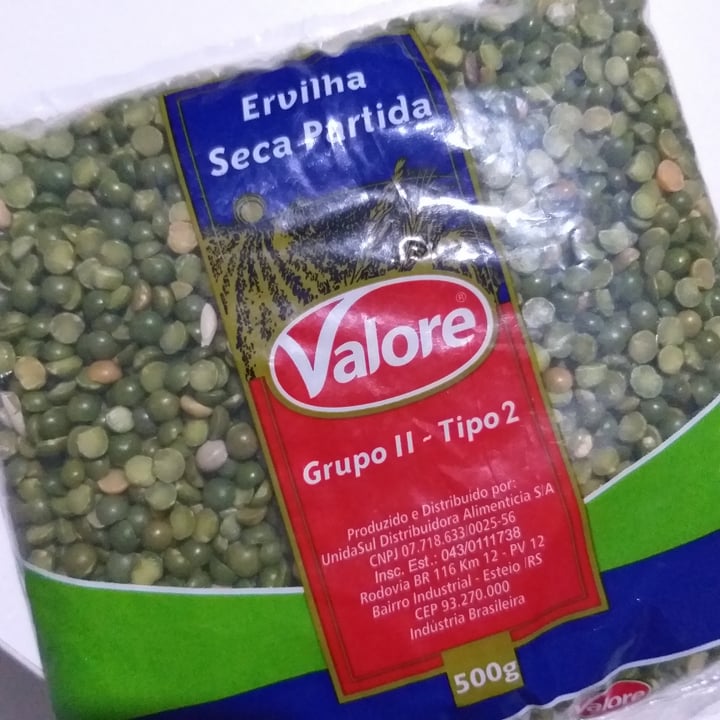 Ervilha
Seca Partida
Valore®
Grupo II - Tipo 2
Produzido e Distribuído por:
UnidaSul Distribuidora Alimentícia S/A
CNPJ 07.718.633/0025-56
Insc. Est.: 043/0111738
Rodovia BR 116 Km 12 - PV 12
Bairro Industrial - Esteio /RS
CEP 93.270.000
Indústria Brasileira
500g
Valore